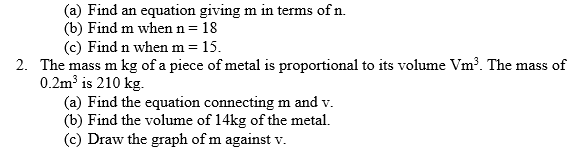 (a) Find an equation giving m in terms of n.
(b) Find m when n = 18
(c) Find n when m = 15.
2. The mass m kg of a piece of metal is proportional to its volume Vm³. The mass of
0.2m³ is 210 kg.
(a) Find the equation connecting m and v.
(b) Find the volume of 14kg of the metal.
(c) Draw the graph of m against v.